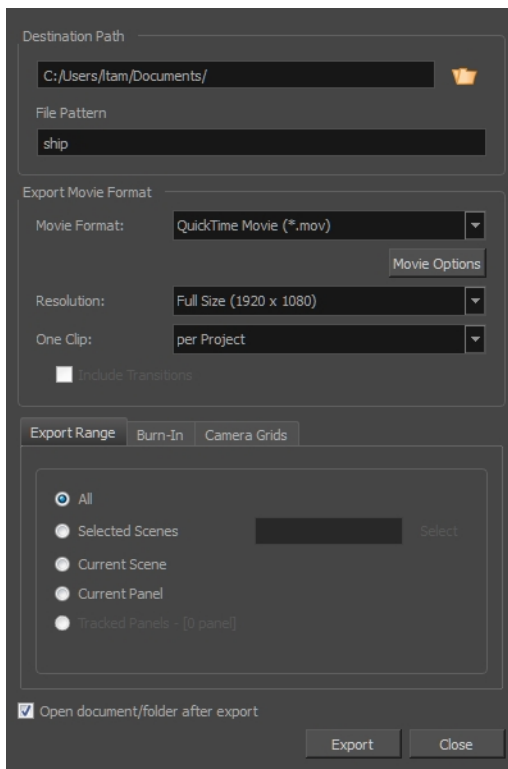 Destination Path
C:/Users/ltam/Documents/
File Pattern
ship
Export Movie Format
Movie Format: QuickTime Movie (*.mov)
Movie Options
Resolution: Full Size (1920 x 1080)
One Clip: per Project
Include Transitions
Export Range Burn-In Camera Grids
All
Selected Scenes Select
Current Scene
Current Panel
Tracked Panels - [0 panel]
Open document/folder after export
Export Close